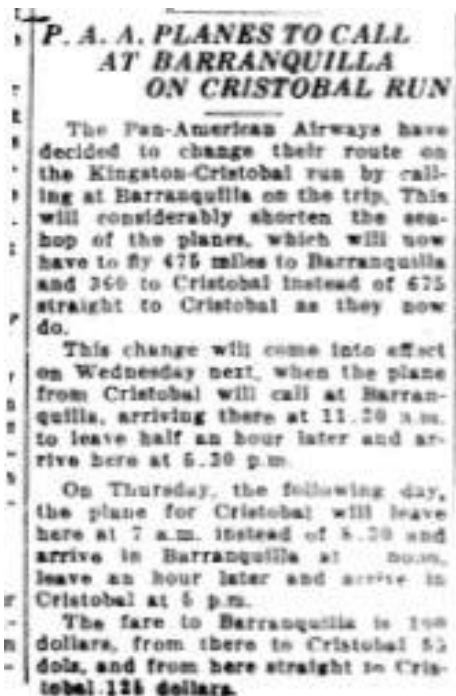 P. A. A. PLANES TO CALL
AT BARRANQUILLA
ON CRISTOBAL RUN
The Pan-American Airways have
decided to change their route on
the Kingston-Cristobal run by call-
ing at Barranquilla on the trip. This
will considerably shorten the sea-
hop of the planes, which will now
have to fly 475 miles to Barranquilla
and 360 to Cristobal instead of 675
straight to Cristobal as they now
do.
This change will come into effect
on Wednesday next, when the plane
from Cristobal will call at Barran-
quilla, arriving there at 11.20 a.m.
to leave half an hour later and ar-
rive here at p.m.
On Thursday, the following day,
the plane for Cristobal will leave
here at 7 a.m. instead of and
arrive in Barranquilla at noon,
leave an hour later and arrive in
Cristobal at p.m.
The fare to Barranquilla is
dollars, from there to Cristobal
dols, and from here straight to Cris-
tobal 125 dollars.